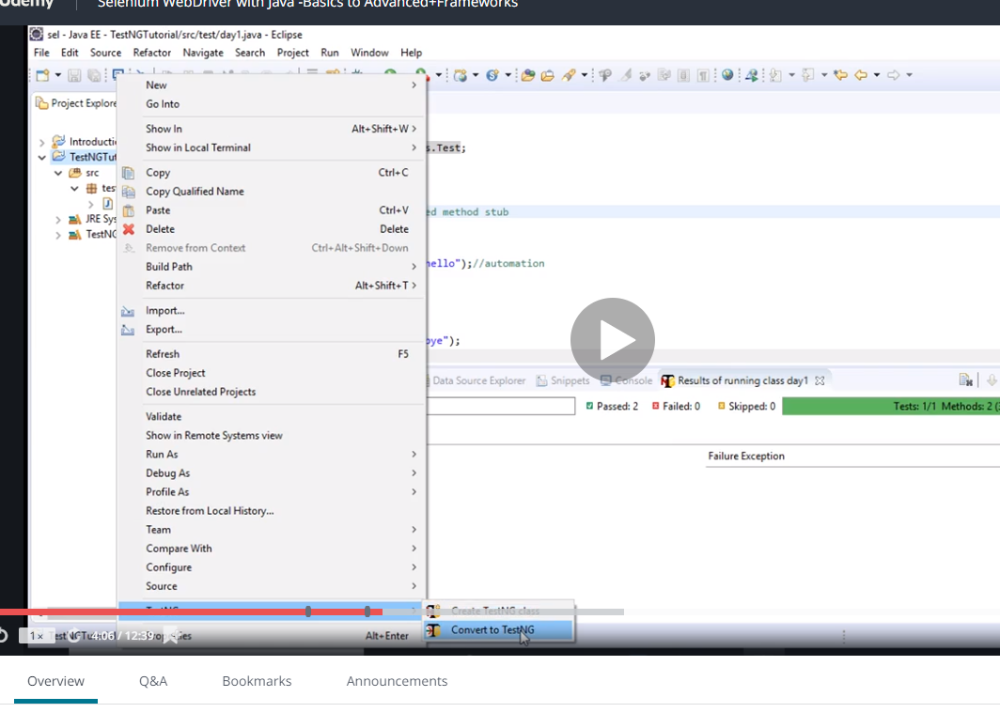 Udemy
Selenium WebDriver with Java -Basics to Advanced+Frameworks
sel - Java EE - TestNGTutorial/src/test/day1.java - Eclipse
File Edit Source Refactor Navigate Search Project Run Window Help
Project Explore
Introducti
TestNGTut
src
tes
JRE Sys
TestNG
New
Go Into
Show In Alt+Shift+W >
Show in Local Terminal
Copy Ctrl+C
Copy Qualified Name
Paste Ctrl+V
Delete Delete
Remove from Context Ctrl+Alt+Shift+Down
Build Path
Refactor Alt+Shift+T >
Import...
Export...
Refresh F5
Close Project
Close Unrelated Projects
Validate
Show in Remote Systems view
Run As
Debug As
Profile As
Restore from Local History...
Team
Compare With
Configure
Source
TestNG
Properties Alt+Enter
Create TestNG class
Convert to TestNG
s.Test;
ed method stub
hello");//automation
bye");
Data Source Explorer Snippets Console Results of running class day1
Passed: 2 Failed: 0 Skipped: 0 Tests: 1/1 Methods: 2
Failure Exception
1x 4:06 / 12:39
Overview Q&A Bookmarks Announcements